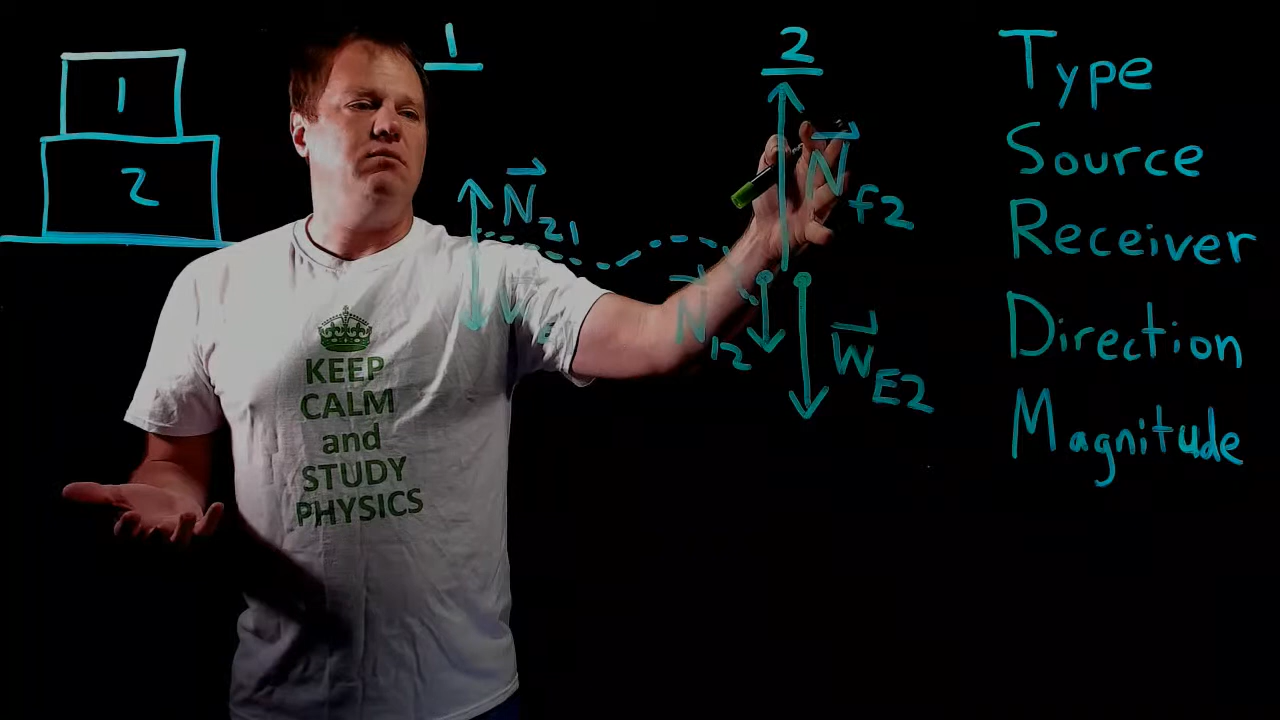 1
2
1
2
N21
N12
Nf2
WE2
KEEP
CALM
and
STUDY
PHYSICS
Type
Source
Receiver
Direction
Magnitude